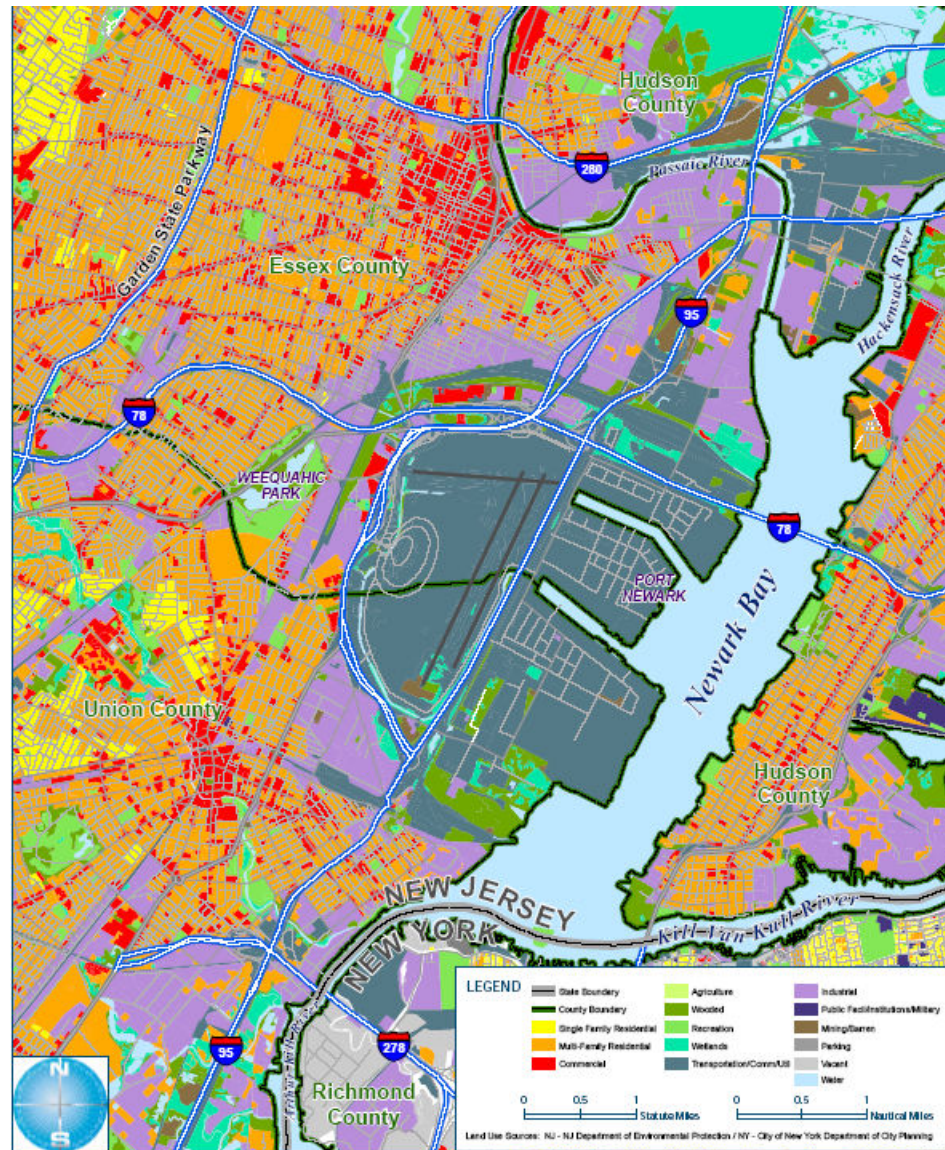 Hudson
County
280
Passaic River
Garden State Parkway
Essex County
Hackensack River
95
78
WEEQUAHIC
PARK
78
PORT
NEWARK
Newark Bay
Union County
Hudson
County
NEW JERSEY
NEW YORK
Kill Van Kull River
Arthur Kill River
95
278
Richmond
County
N
S
LEGEND
State Boundary
County Boundary
Single Family Residential
Multi-Family Residential
Commercial
Agriculture
Wooded
Recreation
Wetlands
Transportation/Comm/Util
Industrial
Public Facil/Institutions/Military
Mining/Barren
Parking
Vacant
Water
0 0.5 1
Statute Miles
0 0.5 1
Nautical Miles
Land Use Sources: NJ - NJ Department of Environmental Protection / NY - City of New York Department of City Planning